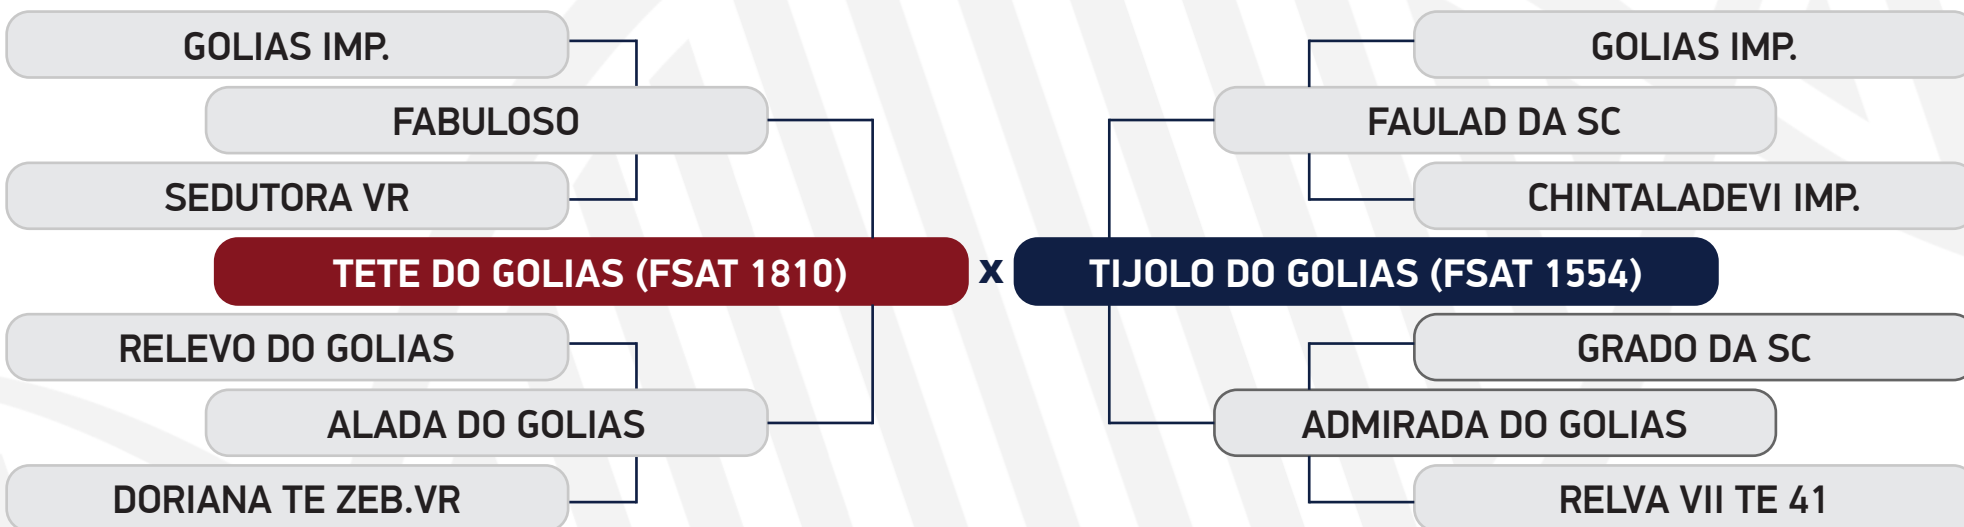 GOLIAS IMP.
FABULOSO
SEDUTORA VR
TETE DO GOLIAS (FSAT 1810)
RELEVO DO GOLIAS
ALADA DO GOLIAS
DORIANA TE ZEB.VR
x
GOLIAS IMP.
FAULAD DA SC
CHINTALADEVI IMP.
TIJOLO DO GOLIAS (FSAT 1554)
GRADO DA SC
ADMIRADA DO GOLIAS
RELVA VII TE 41